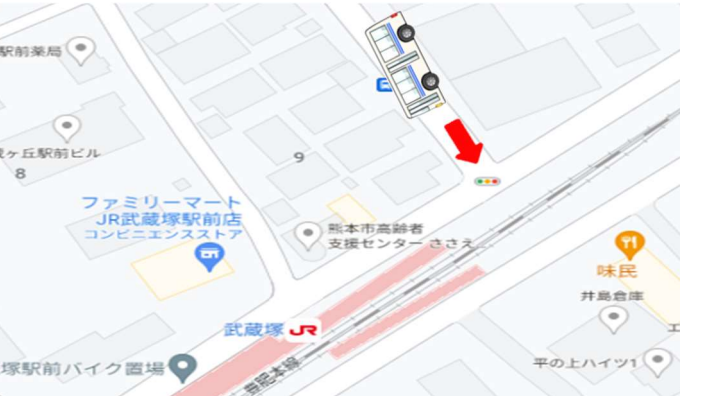 駅前薬局
ヶ丘駅前ビル
8
9
ファミリーマート
JR武蔵塚駅前店
コンビニエンスストア
熊本市高齢者
支援センター ささえ
味民
井島倉庫
武蔵塚 JR
塚駅前バイク置場
豊肥本線
平の上ハイツ1